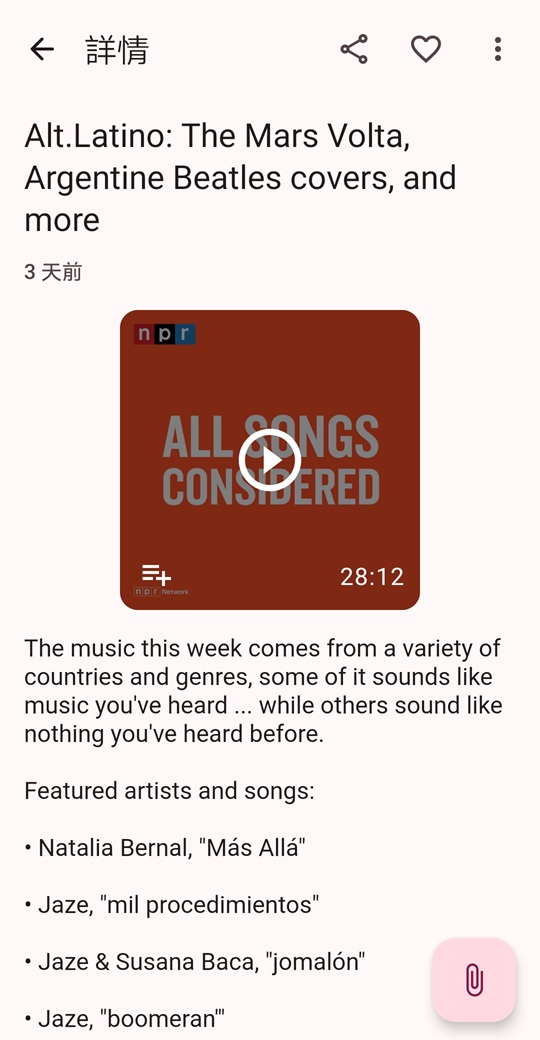 詳情
Alt.Latino: The Mars Volta,
Argentine Beatles covers, and
more
3 天前
npr
ALL SONGS
CONSIDERED
28:12
npr Network
The music this week comes from a variety of
countries and genres, some of it sounds like
music you've heard ... while others sound like
nothing you've heard before.
Featured artists and songs:
• Natalia Bernal, "Más Allá"
• Jaze, "mil procedimientos"
• Jaze & Susana Baca, "jomalón"
• Jaze, "boomeran'"